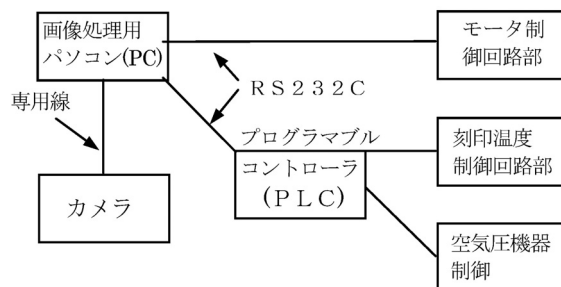 画像処理用
パソコン(PC)
モータ制
御回路部
RS232C
専用線
プログラマブル
コントローラ
(PLC)
刻印温度
制御回路部
カメラ
空気圧機器
制御